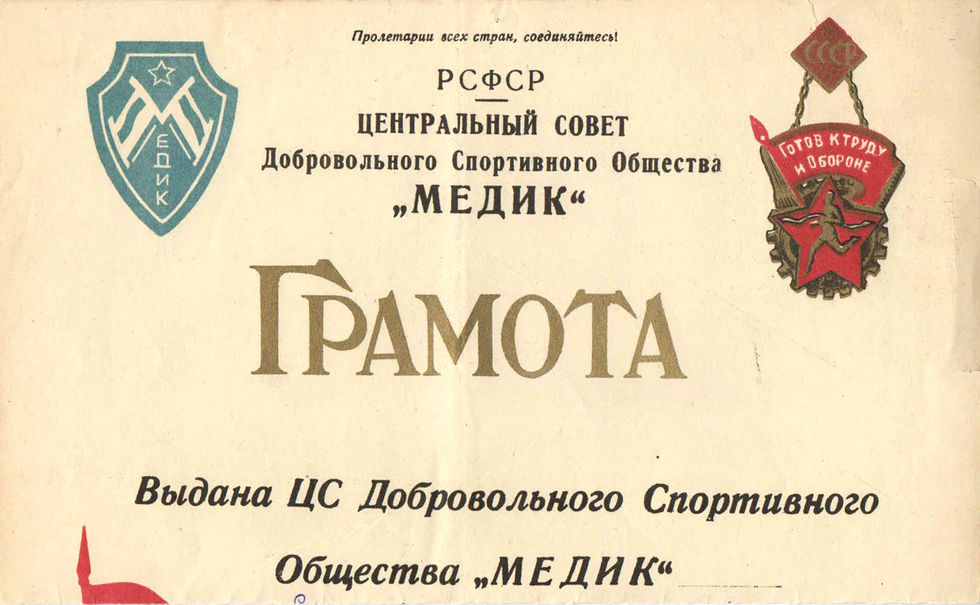 Пролетарии всех стран, соединяйтесь!
РСФСР
ЦЕНТРАЛЬНЫЙ СОВЕТ
Добровольного Спортивного Общества
„МЕДИК“
МЕДИК
СССР
ГОТОВ К ТРУДУ
И ОБОРОНЕ
ГРАМОТА
Выдана ЦС Добровольного Спортивного
Общества „МЕДИК“